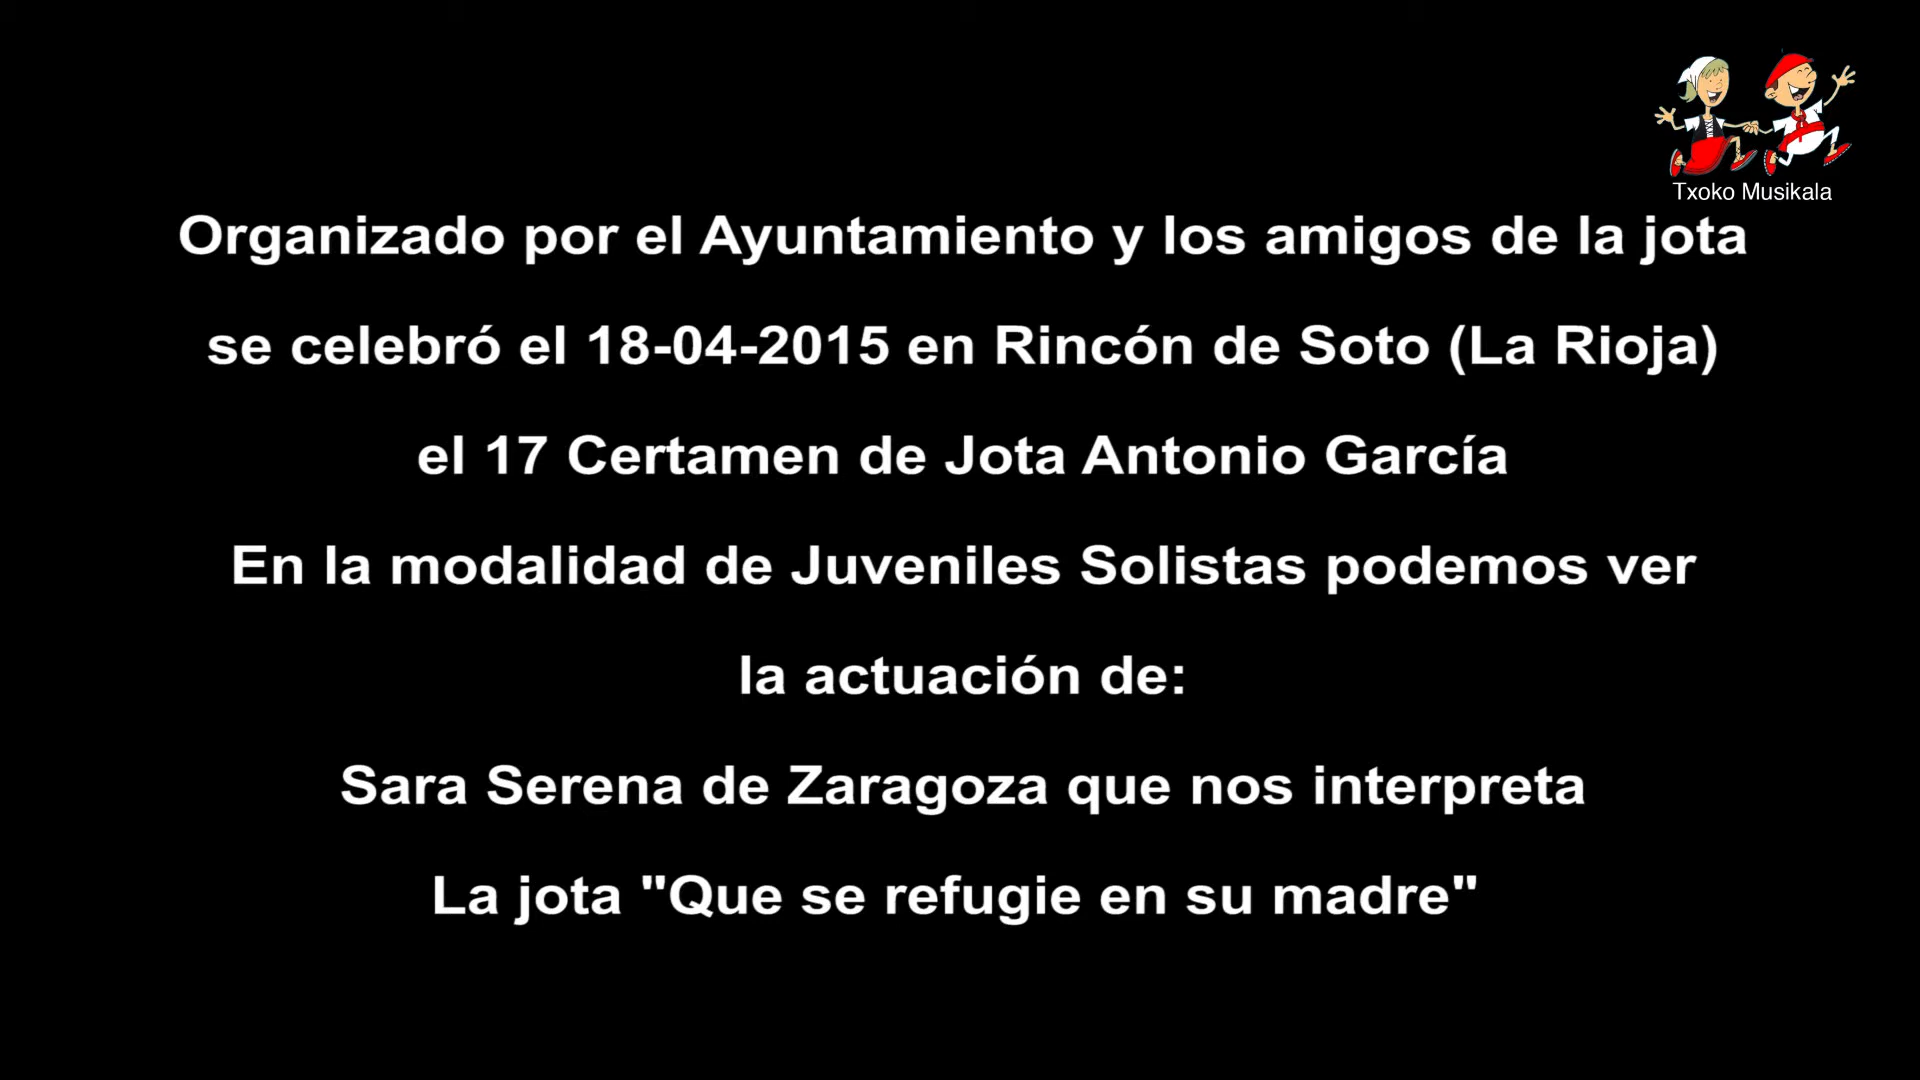 Txoko Musikala
Organizado por el Ayuntamiento y los amigos de la jota
se celebró el 18-04-2015 en Rincón de Soto (La Rioja)
el 17 Certamen de Jota Antonio García
En la modalidad de Juveniles Solistas podemos ver
la actuación de:
Sara Serena de Zaragoza que nos interpreta
La jota "Que se refugie en su madre"